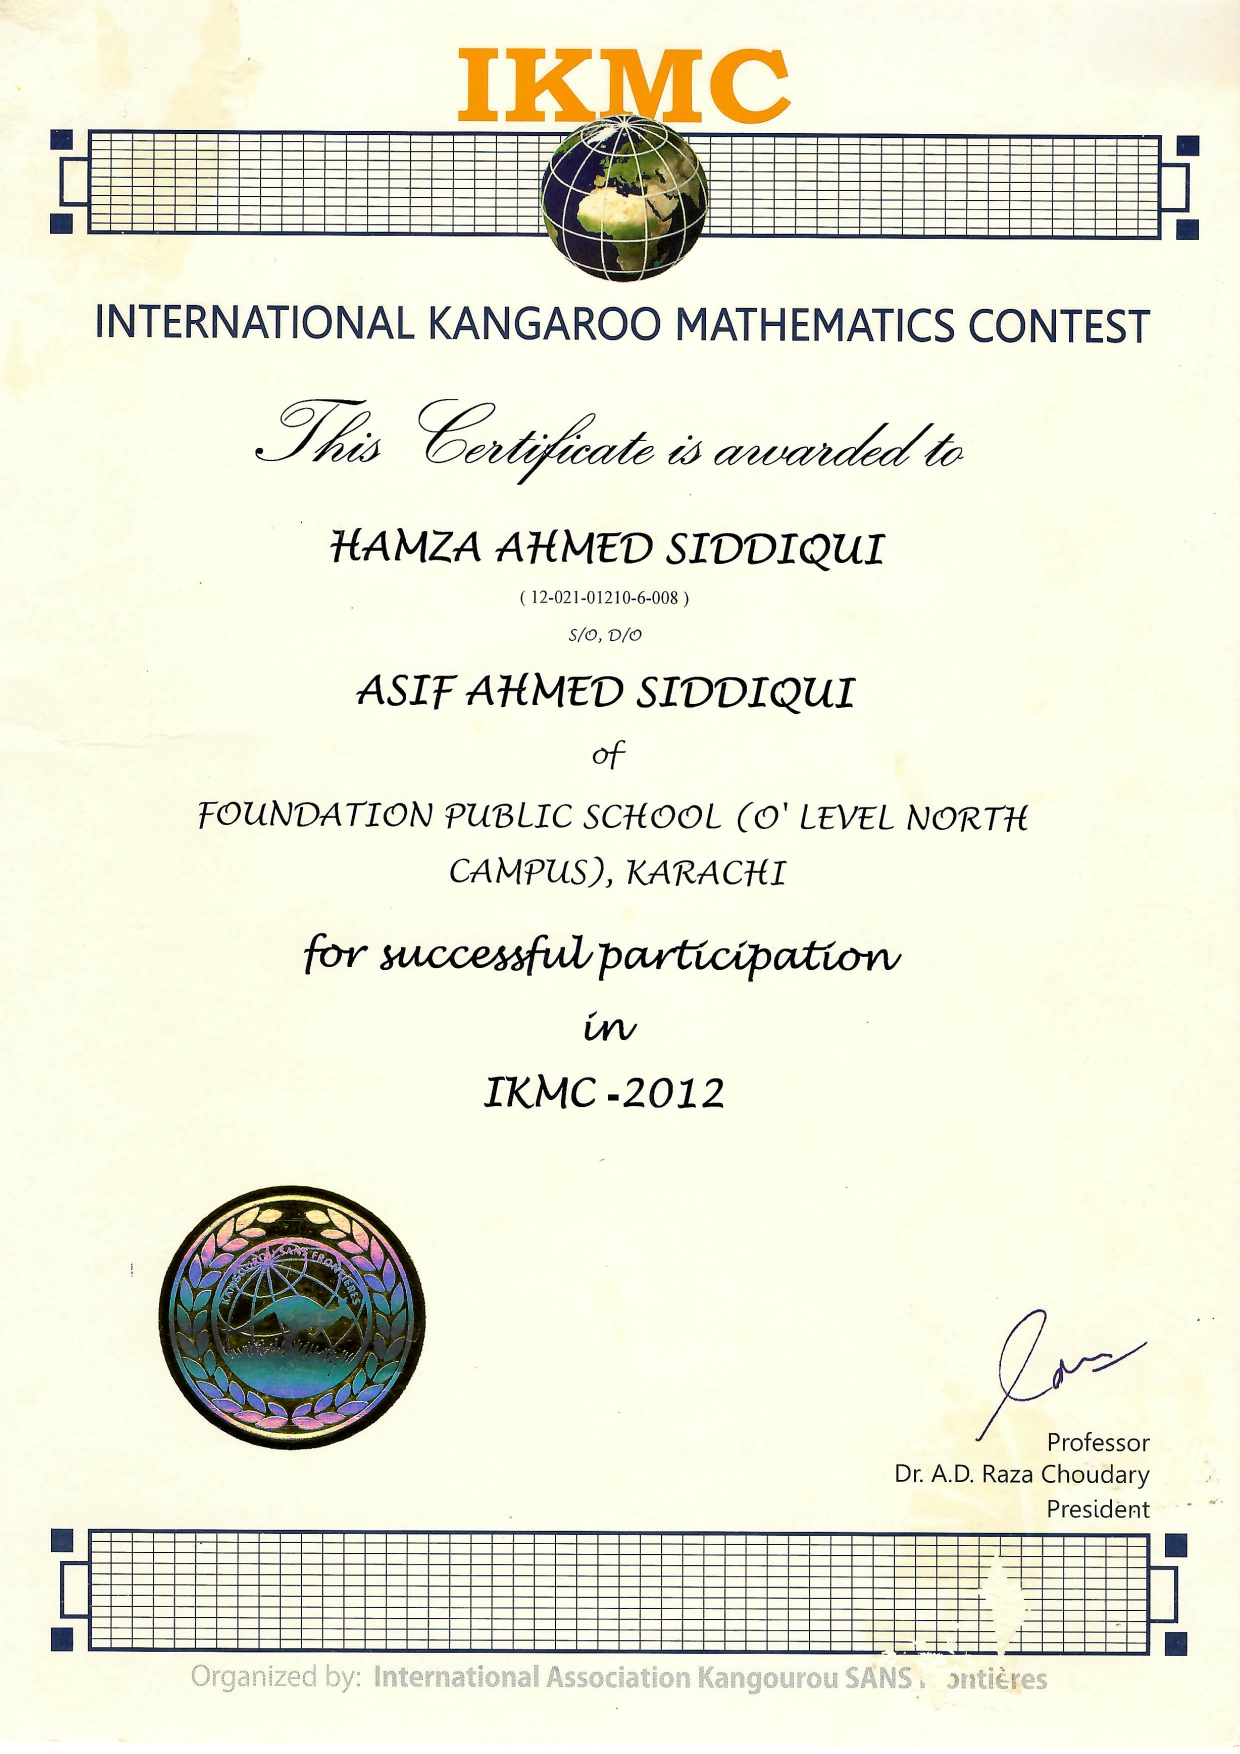 IKMC
INTERNATIONAL KANGAROO MATHEMATICS CONTEST
This Certificate is awarded to
HAMZA AHMED SIDDIQUI
( 12-021-01210-6-008 )
S/O, D/O
ASIF AHMED SIDDIQUI
of
FOUNDATION PUBLIC SCHOOL (O' LEVEL NORTH
CAMPUS), KARACHI
for successful participation
in
IKMC -2012
KANGOUROU SANS FRONTIERES
Professor
Dr. A.D. Raza Choudary
President
Organized by: International Association Kangourou SANS